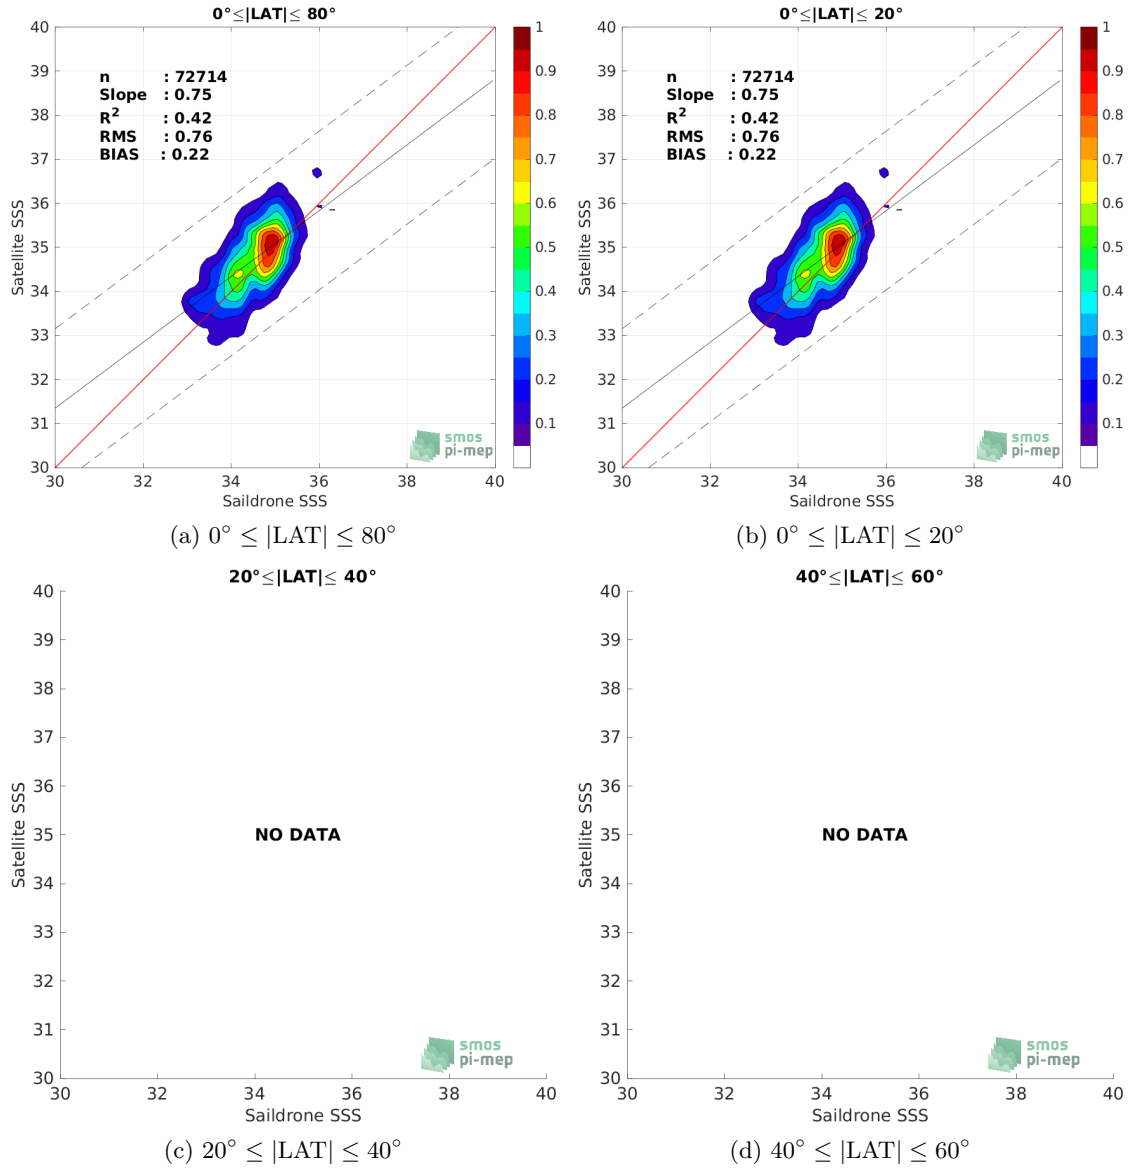 0°≤|LAT|≤ 80°
40
39
38
37
36
35
34
33
32
31
30
Satellite SSS
n : 72714
Slope : 0.75
R² : 0.42
RMS : 0.76
BIAS : 0.22
smos
pi-mep
30 32 34 36 38 40
Saildrone SSS
1
0.9
0.8
0.7
0.6
0.5
0.4
0.3
0.2
0.1
(a) 0° ≤ |LAT| ≤ 80°
0°≤|LAT|≤ 20°
40
39
38
37
36
35
34
33
32
31
30
Satellite SSS
n : 72714
Slope : 0.75
R² : 0.42
RMS : 0.76
BIAS : 0.22
smos
pi-mep
30 32 34 36 38 40
Saildrone SSS
1
0.9
0.8
0.7
0.6
0.5
0.4
0.3
0.2
0.1
(b) 0° ≤ |LAT| ≤ 20°
20°≤|LAT|≤ 40°
40
39
38
37
36
35
34
33
32
31
30
Satellite SSS
NO DATA
smos
pi-mep
30 32 34 36 38 40
Saildrone SSS
(c) 20° ≤ |LAT| ≤ 40°
40°≤|LAT|≤ 60°
40
39
38
37
36
35
34
33
32
31
30
Satellite SSS
NO DATA
smos
pi-mep
30 32 34 36 38 40
Saildrone SSS
(d) 40° ≤ |LAT| ≤ 60°